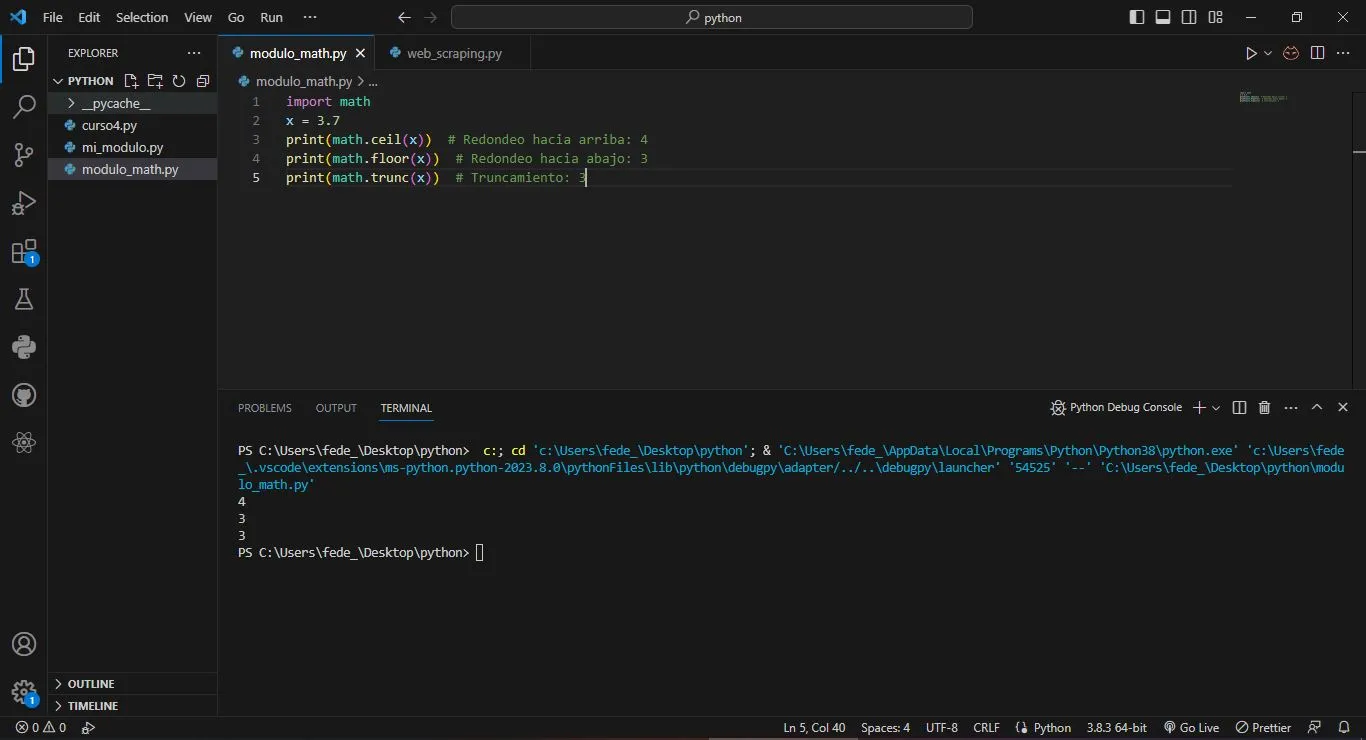 File Edit Selection View Go Run ··· python
EXPLORER ···
modulo_math.py web_scraping.py
PYTHON
modulo_math.py > ...
__pycache__
curso4.py
mi_modulo.py
modulo_math.py
1 import math
2 x = 3.7
3 print(math.ceil(x))  # Redondeo hacia arriba: 4
4 print(math.floor(x))  # Redondeo hacia abajo: 3
5 print(math.trunc(x))  # Truncamiento: 3
PROBLEMS OUTPUT TERMINAL Python Debug Console
PS C:\Users\fede_\Desktop\python>  c:; cd 'c:\Users\fede_\Desktop\python'; & 'C:\Users\fede_\AppData\Local\Programs\Python\Python38\python.exe' 'c:\Users\fede
_\.vscode\extensions\ms-python.python-2023.8.0\pythonFiles\lib\python\debugpy\adapter/../..\debugpy\launcher' '54525' '--' 'C:\Users\fede_\Desktop\python\modu
lo_math.py'
4
3
3
PS C:\Users\fede_\Desktop\python>
1
OUTLINE
1
TIMELINE
0 0 Ln 5, Col 40 Spaces: 4 UTF-8 CRLF Python 3.8.3 64-bit Go Live Prettier